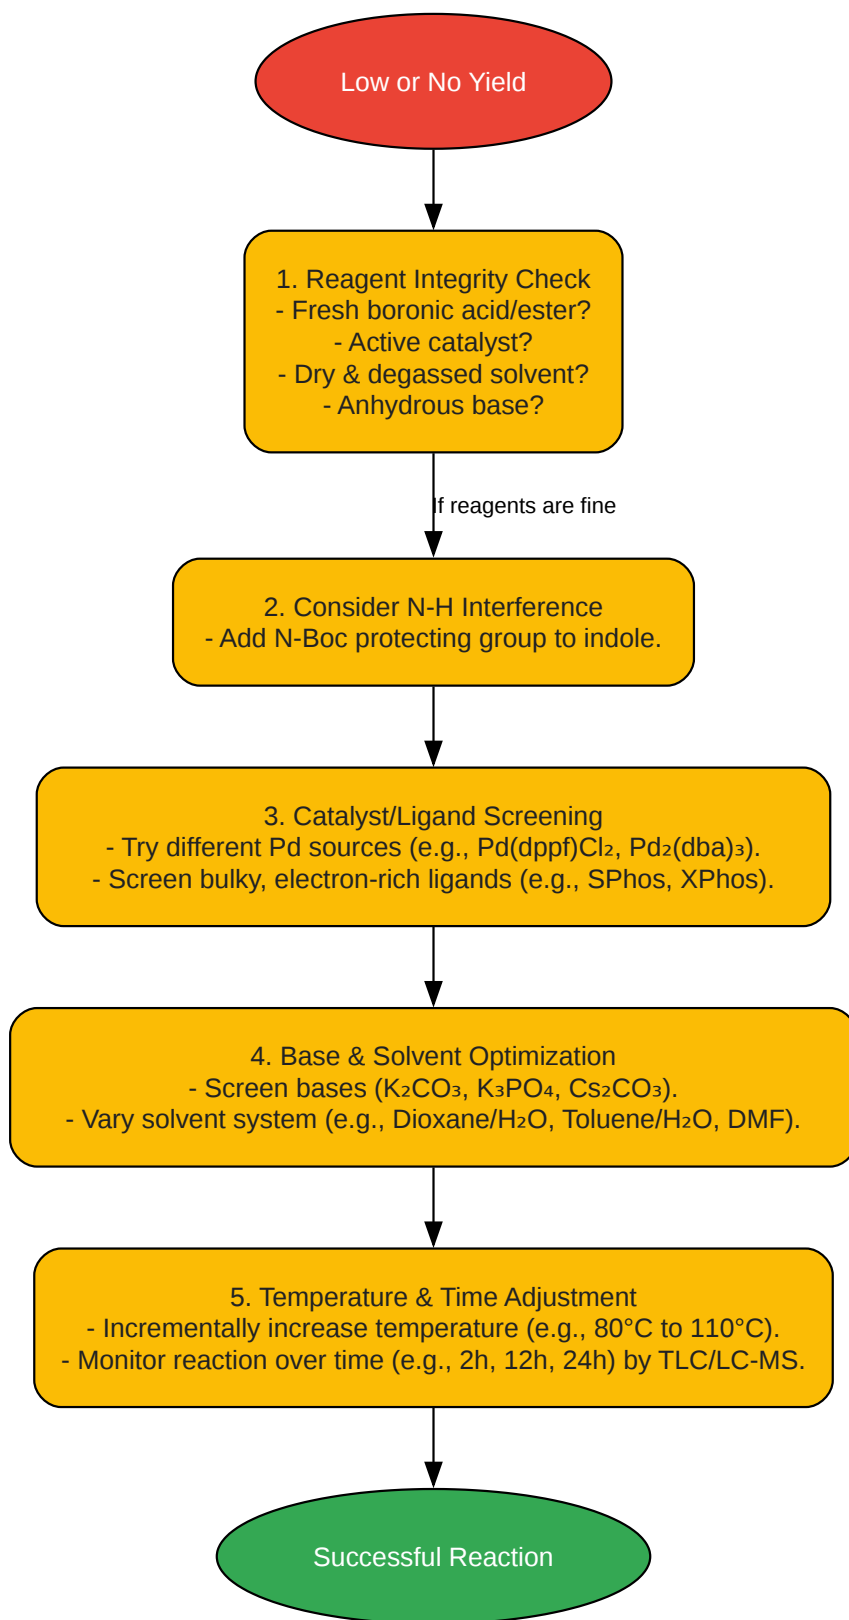 Low or No Yield
1. Reagent Integrity Check
- Fresh boronic acid/ester?
- Active catalyst?
- Dry & degassed solvent?
- Anhydrous base?
If reagents are fine
2. Consider N-H Interference
- Add N-Boc protecting group to indole.
3. Catalyst/Ligand Screening
- Try different Pd sources (e.g., Pd(dppf)Cl₂, Pd₂(dba)₃).
- Screen bulky, electron-rich ligands (e.g., SPhos, XPhos).
4. Base & Solvent Optimization
- Screen bases (K₂CO₃, K₃PO₄, Cs₂CO₃).
- Vary solvent system (e.g., Dioxane/H₂O, Toluene/H₂O, DMF).
5. Temperature & Time Adjustment
- Incrementally increase temperature (e.g., 80°C to 110°C).
- Monitor reaction over time (e.g., 2h, 12h, 24h) by TLC/LC-MS.
Successful Reaction